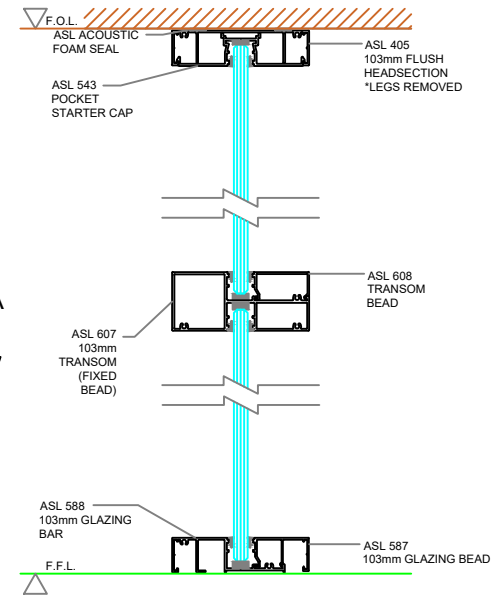 F.O.L.
ASL ACOUSTIC
FOAM SEAL
ASL 405
103mm FLUSH
HEADSECTION
*LEGS REMOVED
ASL 543
POCKET
STARTER CAP
ASL 608
TRANSOM
BEAD
A
ASL 607
103mm
TRANSOM
(FIXED
BEAD)
ASL 588
103mm GLAZING
BAR
ASL 587
103mm GLAZING BEAD
F.F.L.